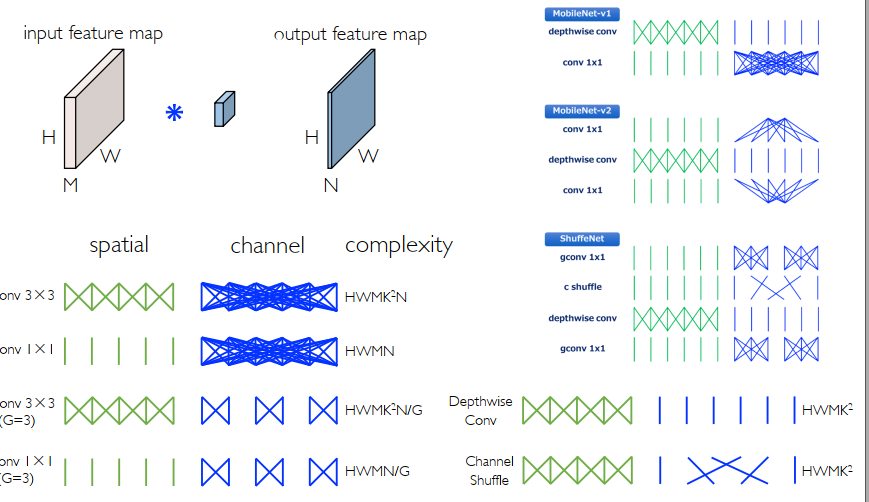 input feature map
output feature map
H
W
M
H
W
N
spatial
channel
complexity
onv 3×3
HWMK²N
onv 1×1
HWMN
onv 3×3
(G=3)
HWMK²N/G
onv 1×1
G=3)
HWMN/G
MobileNet-v1
depthwise conv
conv 1x1
MobileNet-v2
conv 1x1
depthwise conv
conv 1x1
ShuffeNet
gconv 1x1
c shuffle
depthwise conv
gconv 1x1
Depthwise
Conv
HWMK²
Channel
Shuffle
HWMK²